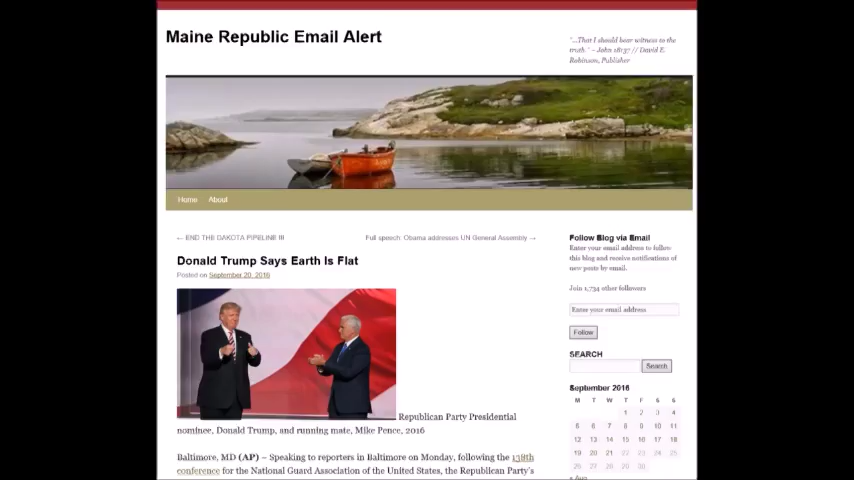 Maine Republic Email Alert
"...That I should bear witness to the
truth." – John 18:37 // David E.
Robinson, Publisher
Home About
← END THE DAKOTA PIPELINE !!!
Full speech: Obama addresses UN General Assembly →
Donald Trump Says Earth Is Flat
Posted on September 20, 2016
Republican Party Presidential
nominee, Donald Trump, and running mate, Mike Pence, 2016
Baltimore, MD (AP) – Speaking to reporters in Baltimore on Monday, following the 138th
conference for the National Guard Association of the United States, the Republican Party's
Follow Blog via Email
Enter your email address to follow
this blog and receive notifications of
new posts by email.
Join 1,734 other followers
Enter your email address
Follow
SEARCH
Search
September 2016
M T W T F S S
1 2 3 4
5 6 7 8 9 10 11
12 13 14 15 16 17 18
19 20 21 22 23 24 25
26 27 28 29 30
« Aug